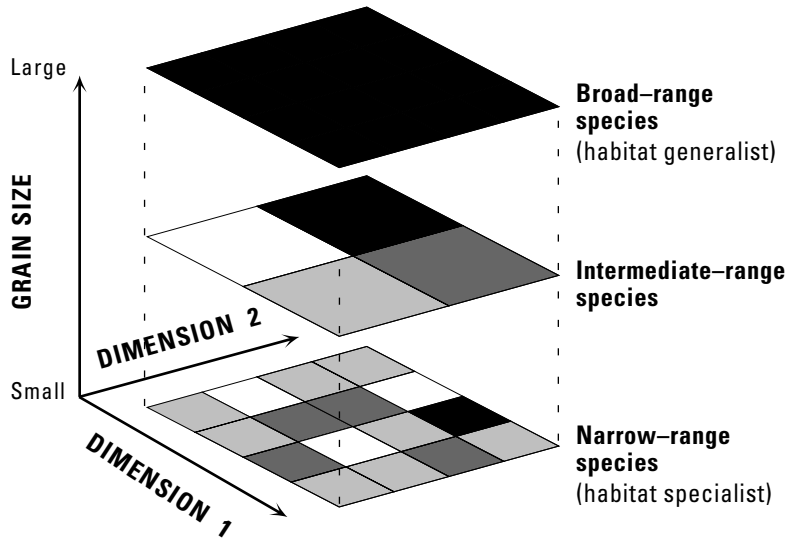 Large
GRAIN SIZE
Small
DIMENSION 2
DIMENSION 1
Broad–range
species
(habitat generalist)
Intermediate–range
species
Narrow–range
species
(habitat specialist)